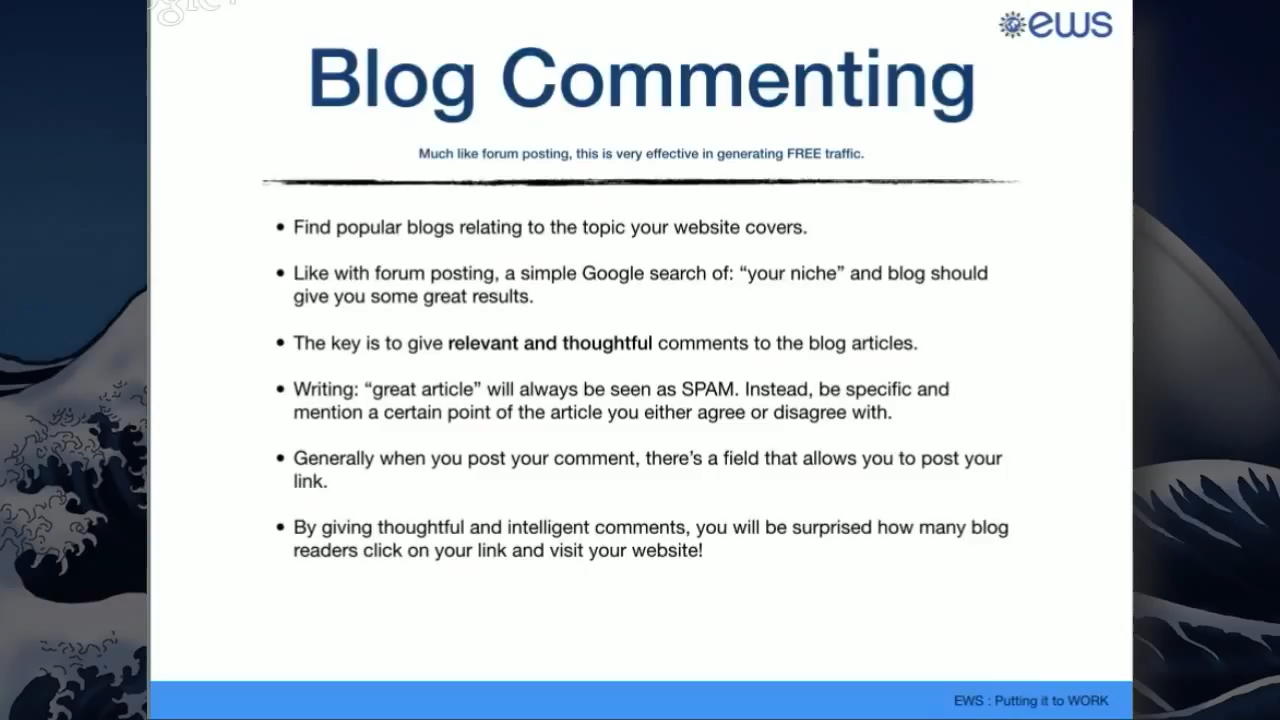 ews
Blog Commenting
Much like forum posting, this is very effective in generating FREE traffic.
• Find popular blogs relating to the topic your website covers.
• Like with forum posting, a simple Google search of: “your niche” and blog should
give you some great results.
• The key is to give relevant and thoughtful comments to the blog articles.
• Writing: “great article” will always be seen as SPAM. Instead, be specific and
mention a certain point of the article you either agree or disagree with.
• Generally when you post your comment, there’s a field that allows you to post your
link.
• By giving thoughtful and intelligent comments, you will be surprised how many blog
readers click on your link and visit your website!
EWS : Putting it to WORK